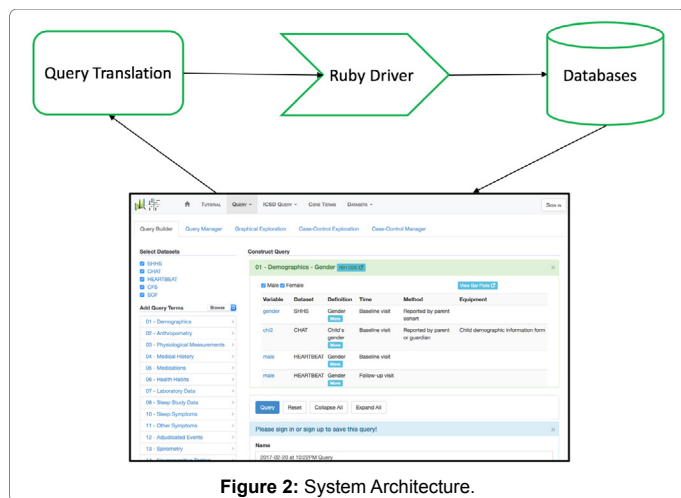 Query Translation
Ruby Driver
Databases
TUTORIAL QUERY ICSD QUERY CORE TERMS DATASETS SIGN IN
Query Builder Query Manager Graphical Exploration Case-Control Exploration Case-Control Manager
Select Datasets
SHHS
CHAT
HEARTBEAT
CFS
SOF
Add Query Terms Browse
01 - Demographics
02 - Anthropometry
03 - Physiological Measurements
04 - Medical History
05 - Medications
06 - Health Habits
07 - Laboratory Data
08 - Sleep Study Data
10 - Sleep Symptoms
11 - Other Symptoms
12 - Adjudicated Events
13 - Spirometry
Construct Query
01 - Demographics - Gender
Male Female View Bar Plots
Variable Dataset Definition Time Method Equipment
gender SHHS Gender Baseline visit Reported by parent
More cohort
chi2 CHAT Child's Baseline visit Reported by parent Child demographic information form
gender or guardian
More
male HEARTBEAT Gender Baseline visit
More
male HEARTBEAT Gender Follow-up visit
More
Query Reset Collapse All Expand All
Please sign in or sign up to save this query!
Name
2017-02-20 at 10:22PM Query
Figure 2: System Architecture.